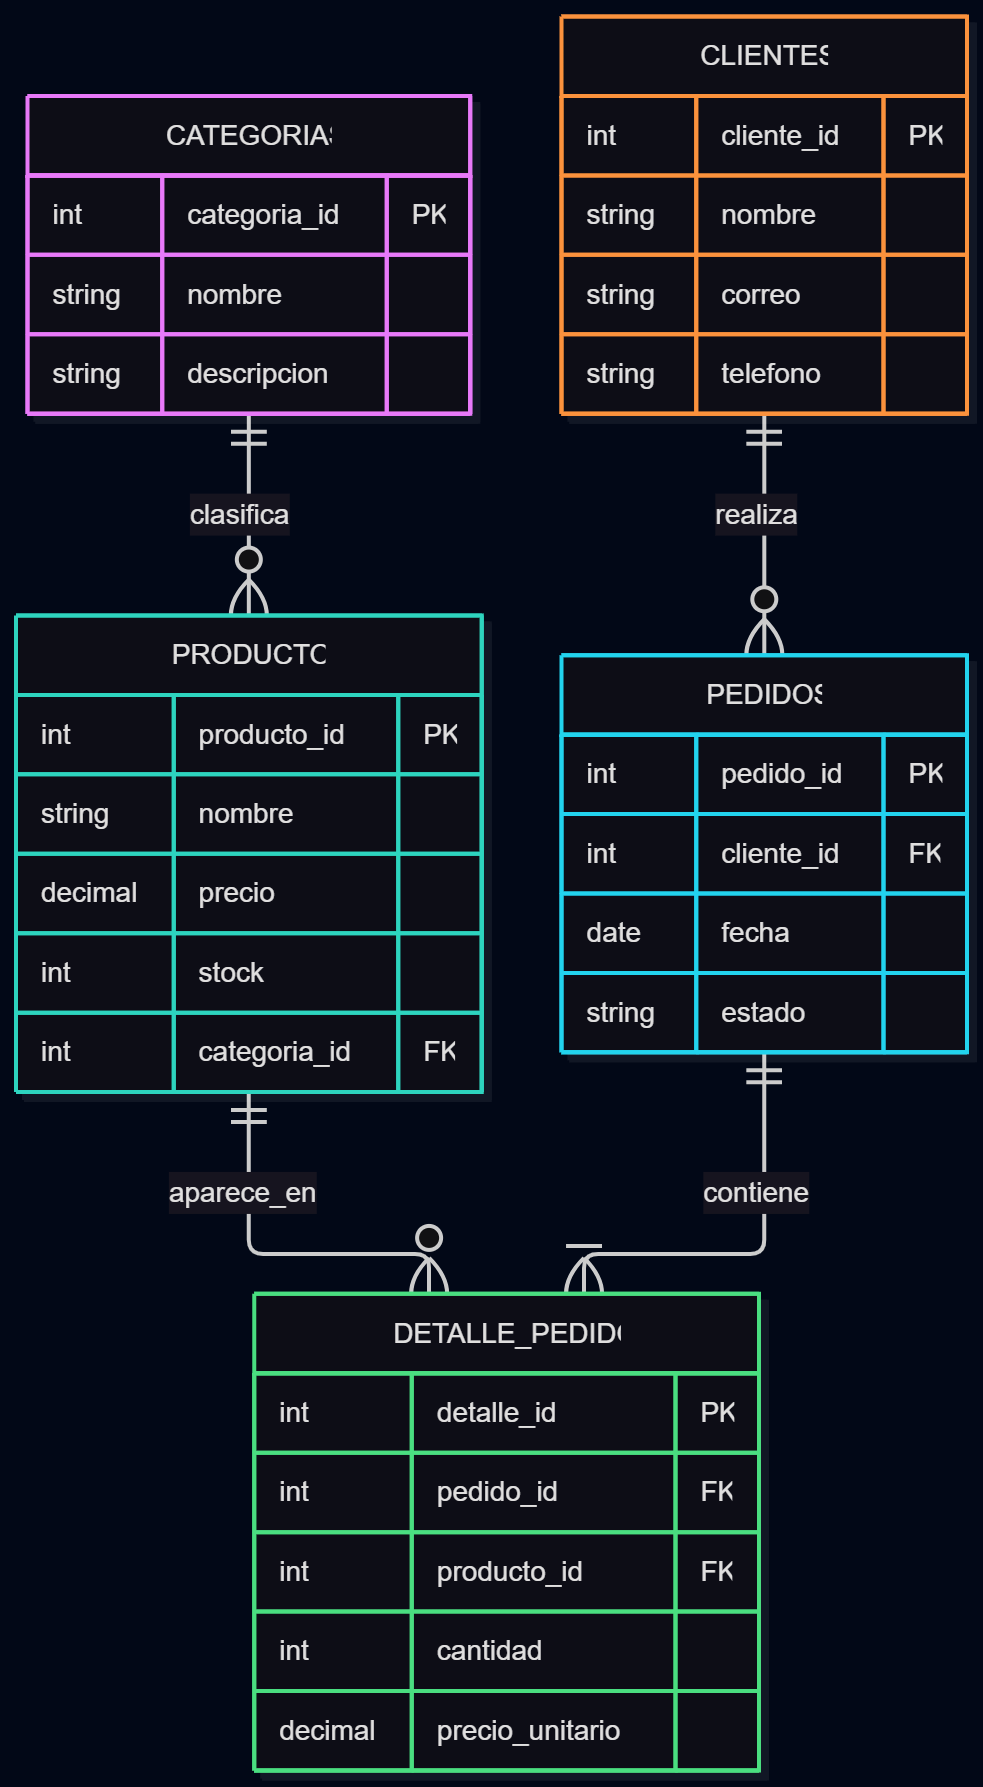 CLIENTES
int cliente_id PK
string nombre
string correo
string telefono
CATEGORIAS
int categoria_id PK
string nombre
string descripcion
clasifica
realiza
PRODUCTO
int producto_id PK
string nombre
decimal precio
int stock
int categoria_id FK
PEDIDOS
int pedido_id PK
int cliente_id FK
date fecha
string estado
aparece_en
contiene
DETALLE_PEDIDO
int detalle_id PK
int pedido_id FK
int producto_id FK
int cantidad
decimal precio_unitario